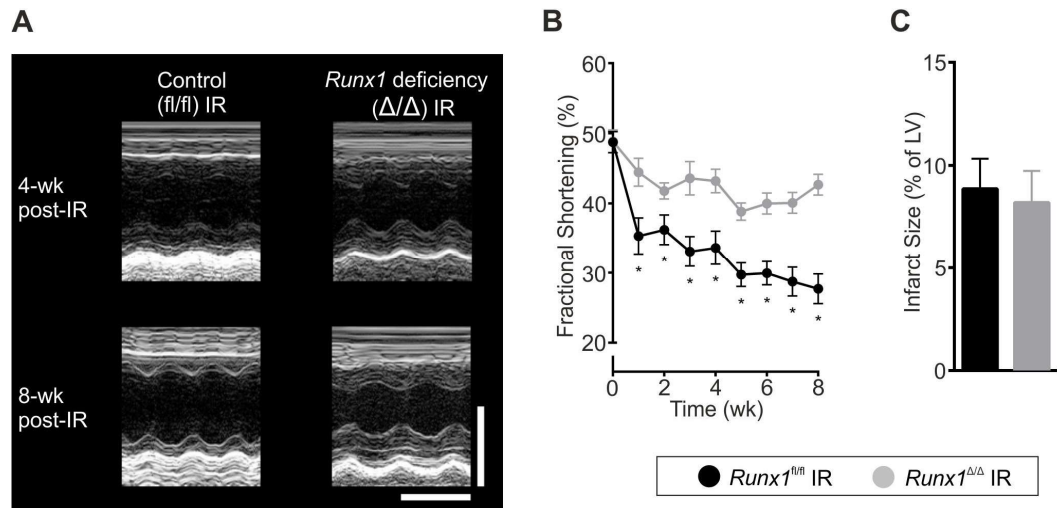 A
Control
(fl/fl) IR
Runx1 deficiency
(Δ/Δ) IR
4-wk
post-IR
8-wk
post-IR
B
Fractional Shortening (%)
60
50
40
30
20
* * * * * * * *
0 2 4 6 8
Time (wk)
C
Infarct Size (% of LV)
15
10
5
0
Runx1fl/fl IR
Runx1Δ/Δ IR